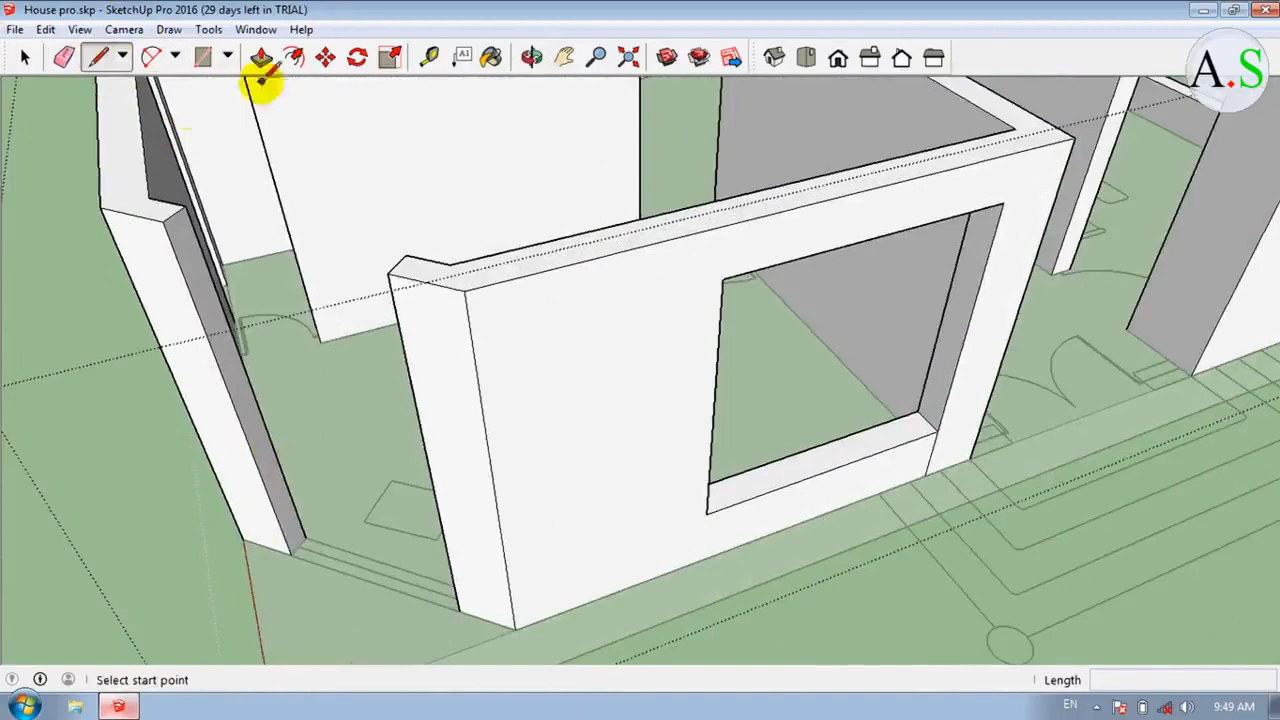 House pro.skp - SketchUp Pro 2016 (29 days left in TRIAL)
File Edit View Camera Draw Tools Window Help
A1
A.S
Select start point
Length
EN
9:49 AM